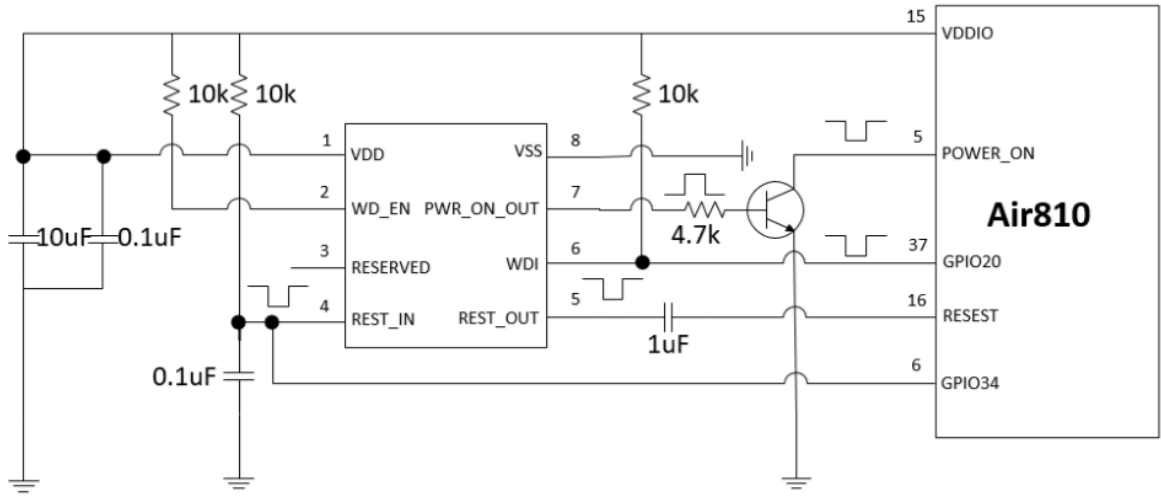 15
VDDIO
10k
10k
10k
1
VDD
8
VSS
5
POWER_ON
2
WD_EN
7
PWR_ON_OUT
4.7k
Air810
10uF
0.1uF
3
RESERVED
6
WDI
37
GPIO20
4
REST_IN
5
REST_OUT
1uF
16
RESEST
0.1uF
6
GPIO34